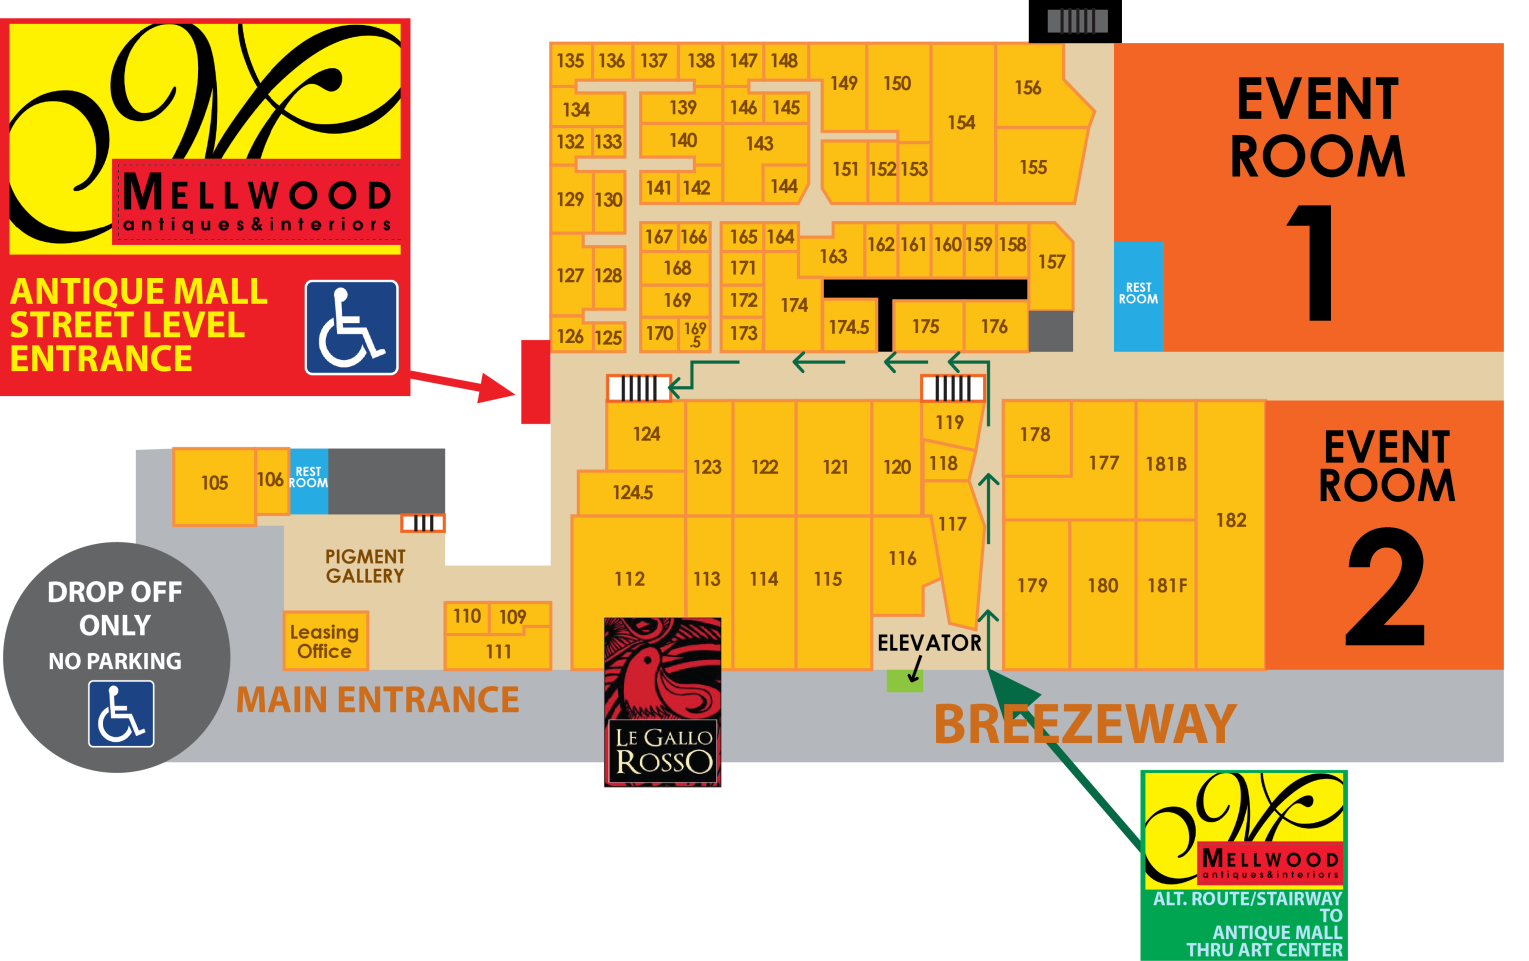 MELLWOOD
antiques&interiors
ANTIQUE MALL
STREET LEVEL
ENTRANCE
135 136 137 138 147 148
149 150 154 156
134 139 146 145
132 133 140 143
151 152 153 155
129 130 141 142 144
167 166 165 164 163 162 161 160 159 158 157
127 128 168 171
169 172 174
126 125 170 169
.5
173 174.5 175 176
EVENT
ROOM
1
REST
ROOM
124 123 122 121 120 119
118
124.5 117
178 177 181B 182
EVENT
ROOM
2
105 106 REST
ROOM
PIGMENT
GALLERY
112 113 114 115 116
179 180 181F
110 109
111
Leasing
Office
DROP OFF
ONLY
NO PARKING
MAIN ENTRANCE
LE GALLO
ROSSO
ELEVATOR
BREEZEWAY
MELLWOOD
antiques&interiors
ALT. ROUTE/STAIRWAY
TO
ANTIQUE MALL
THRU ART CENTER